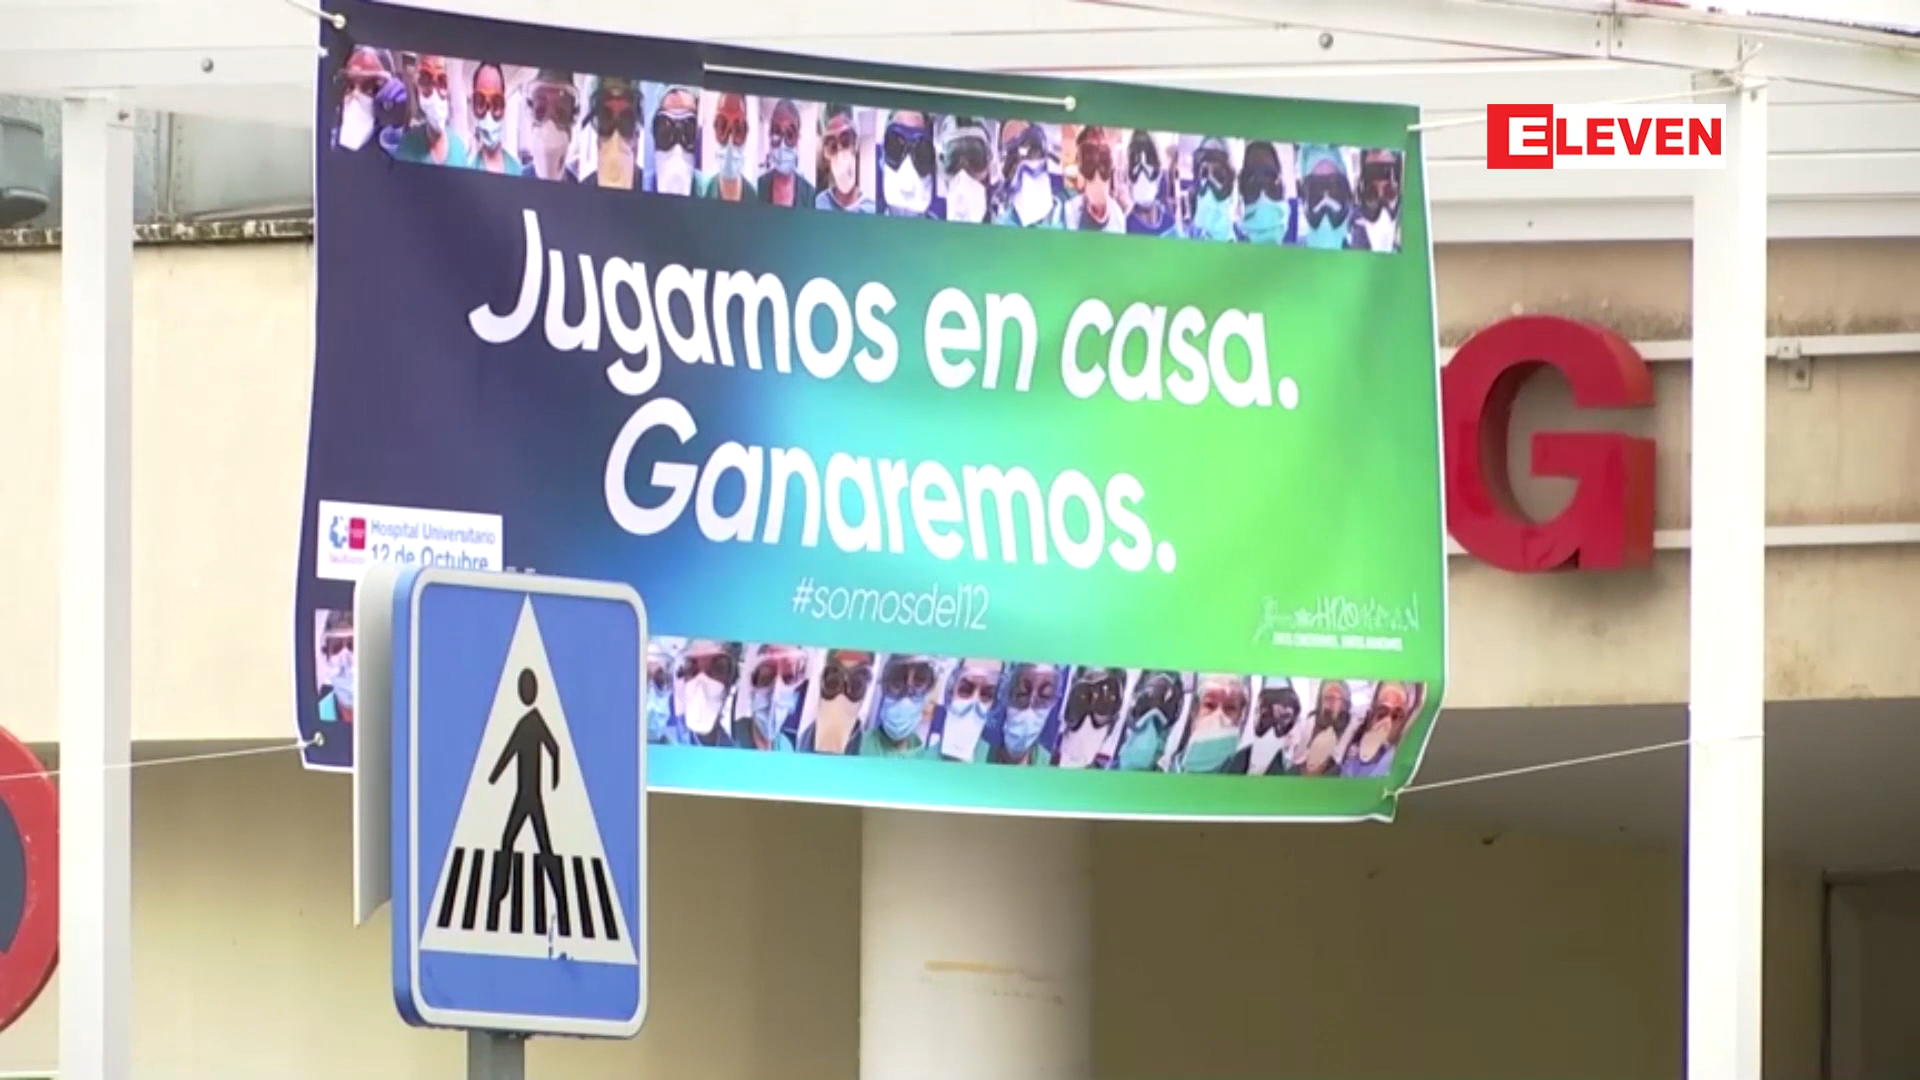 ELEVEN
Jugamos en casa.
Ganaremos.
Hospital Universitario
12 de Octubre
#somosdel12
G